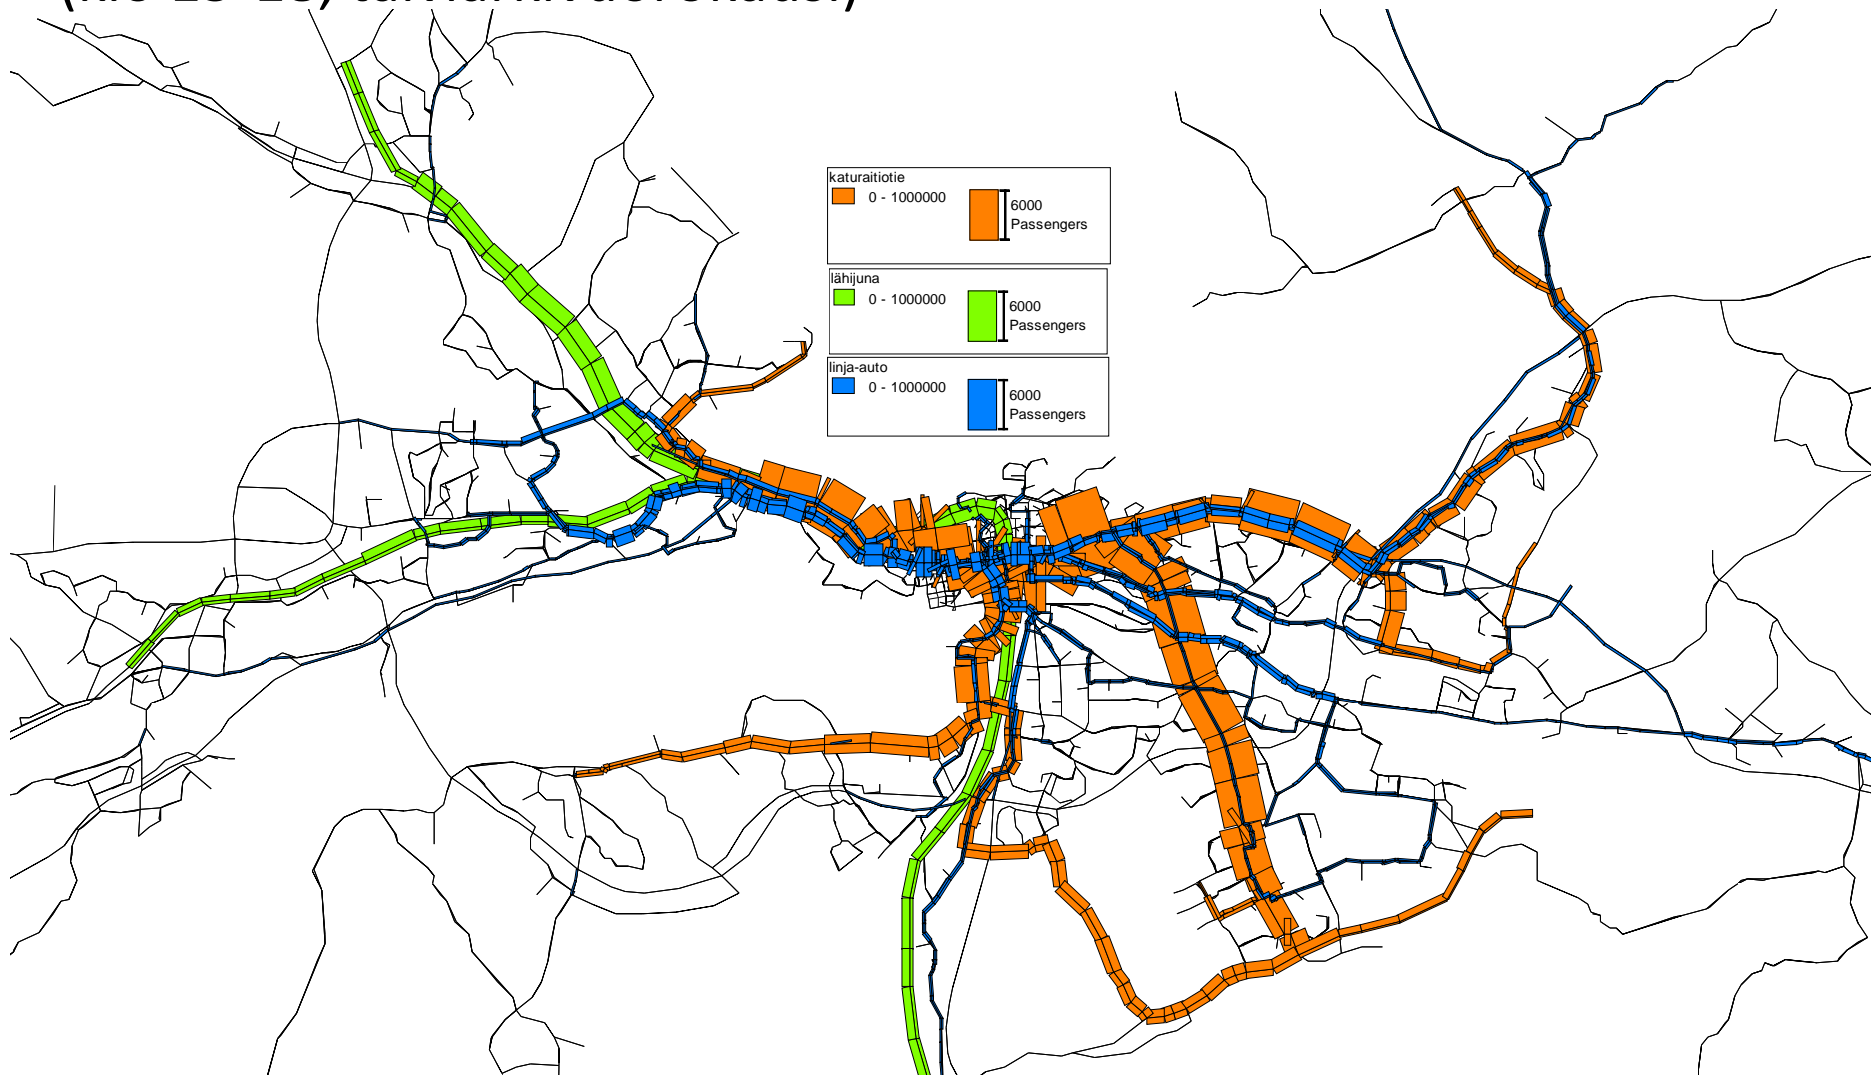 katuraitiotie
0 - 1000000
6000
Passengers
lähijuna
0 - 1000000
6000
Passengers
linja-auto
0 - 1000000
6000
Passengers